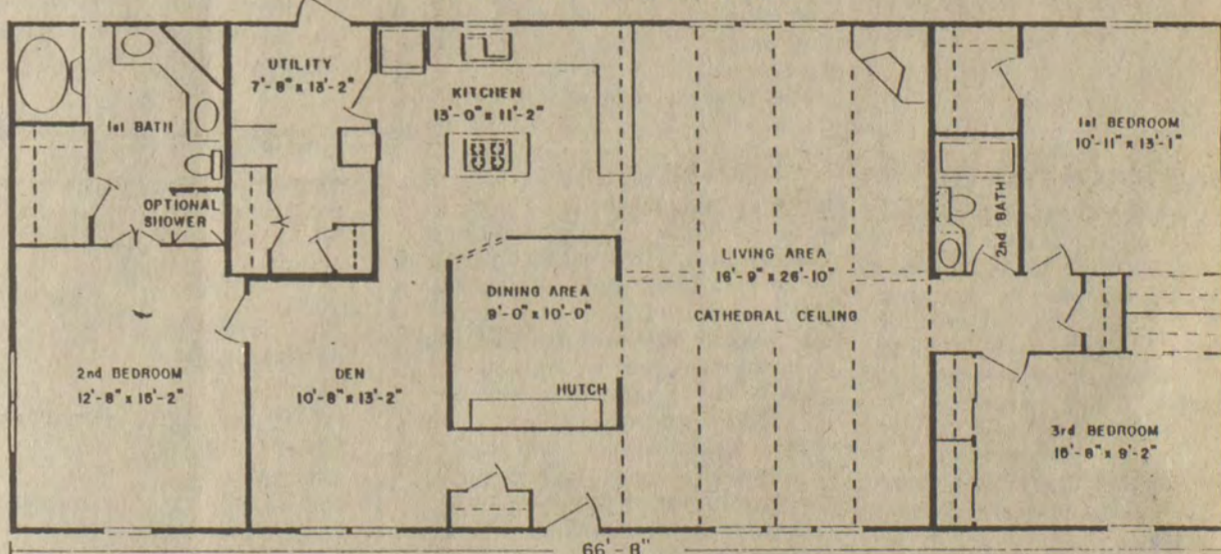 UTILITY
7'-8" x 13'-2"
KITCHEN
13'-0" x 11'-2"
1st BATH
OPTIONAL
SHOWER
1st BEDROOM
10'-11" x 13'-1"
2nd BATH
LIVING AREA
16'-9" x 26'-10"
CATHEDRAL CEILING
DINING AREA
9'-0" x 10'-0"
HUTCH
2nd BEDROOM
12'-8" x 15'-2"
DEN
10'-8" x 13'-2"
3rd BEDROOM
16'-8" x 9'-2"
66'-8"